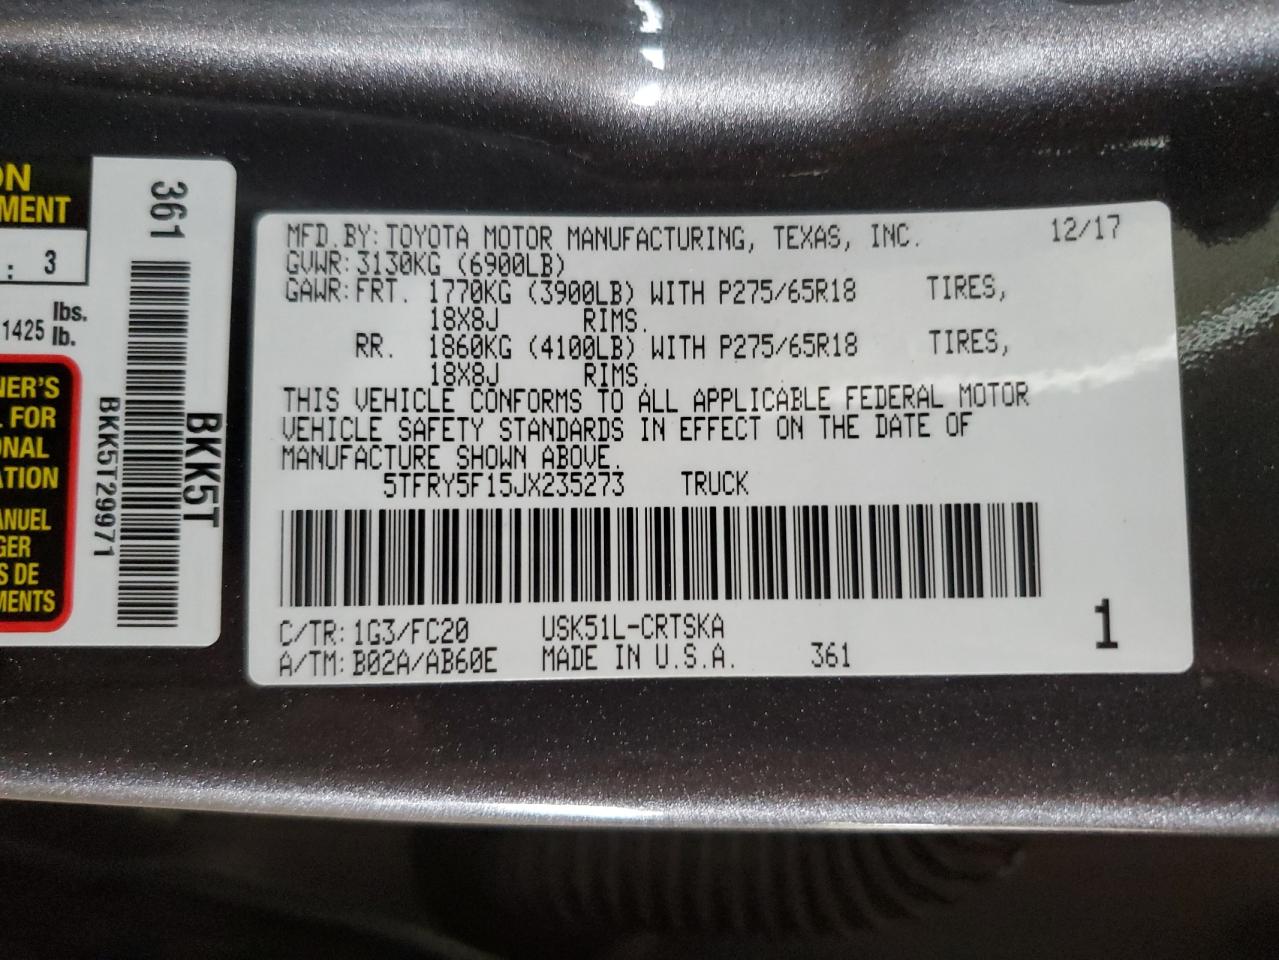 ON
MENT
: 3
1425 lbs. lb.
NER'S
L FOR
ONAL
ATION
ANUEL
GER
S DE
MENTS
361
BKK5T
BKK5T29971
MFD.BY:TOYOTA MOTOR MANUFACTURING, TEXAS, INC. 12/17
GVWR:3130KG (6900LB)
GAWR:FRT. 1770KG (3900LB) WITH P275/65R18 TIRES,
18X8J RIMS.
RR. 1860KG (4100LB) WITH P275/65R18 TIRES,
18X8J RIMS.
THIS VEHICLE CONFORMS TO ALL APPLICABLE FEDERAL MOTOR
VEHICLE SAFETY STANDARDS IN EFFECT ON THE DATE OF
MANUFACTURE SHOWN ABOVE.
5TFRY5F15JX235273 TRUCK
C/TR:1G3/FC20 USK51L-CRTSKA
A/TM:B02A/AB60E MADE IN U.S.A. 361
1